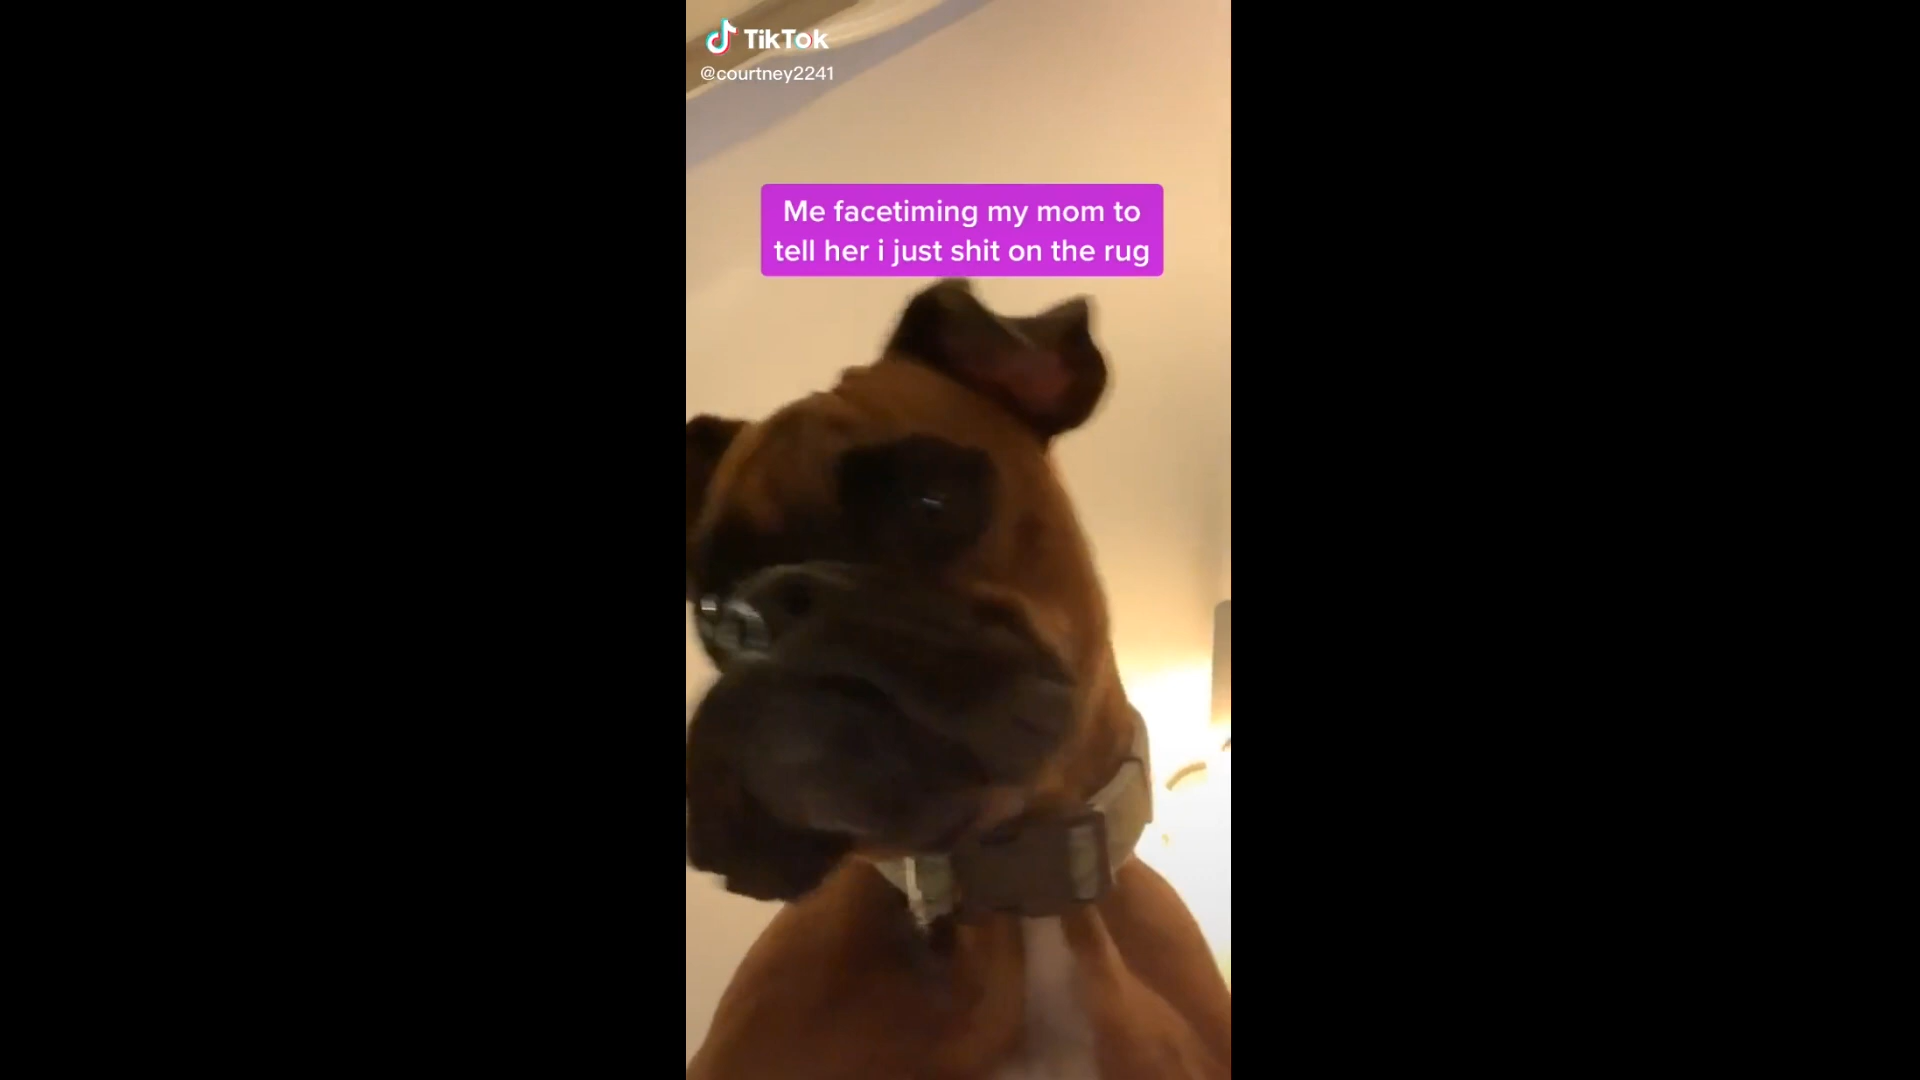 TikTok
@courtney2241
Me facetiming my mom to
tell her i just shit on the rug